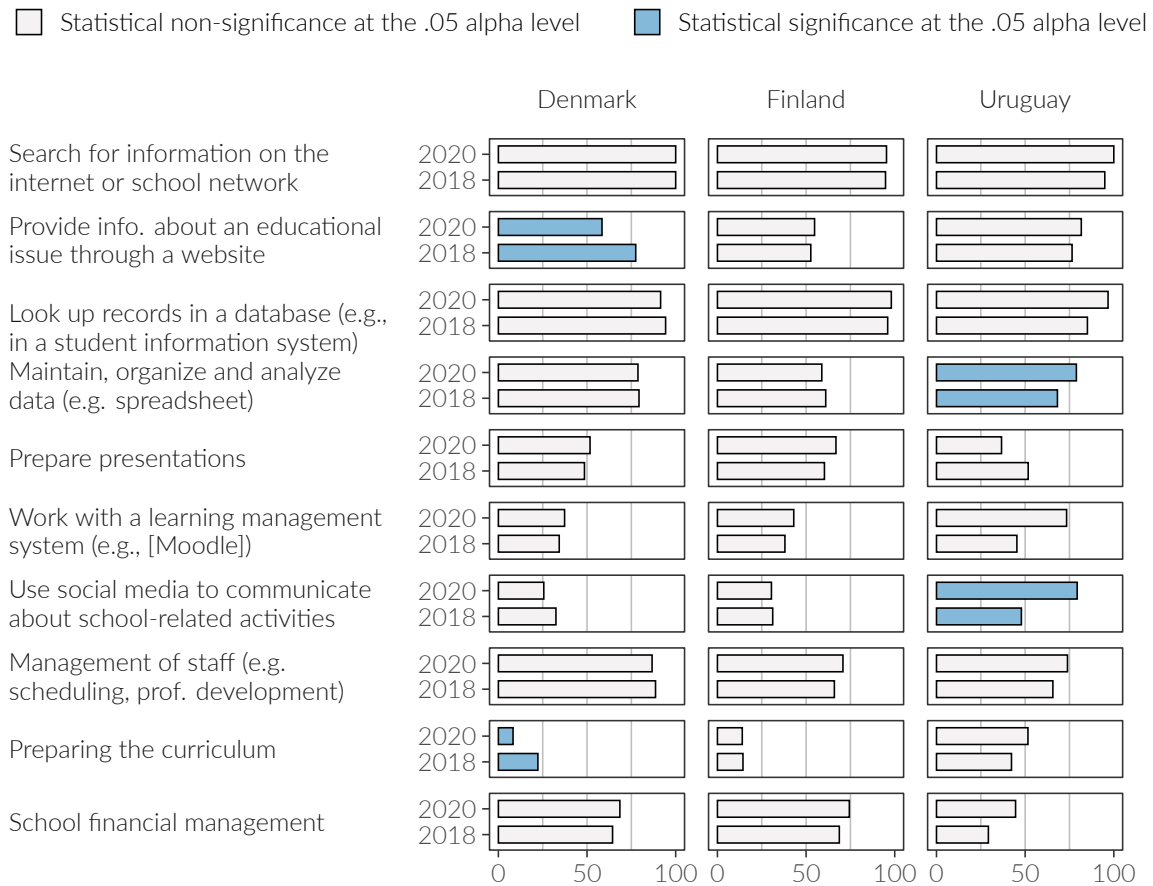 Statistical non-significance at the .05 alpha level Statistical significance at the .05 alpha level
Denmark Finland Uruguay
Search for information on the
internet or school network
2020
2018
Provide info. about an educational
issue through a website
2020
2018
Look up records in a database (e.g.,
in a student information system)
2020
2018
Maintain, organize and analyze
data (e.g. spreadsheet)
2020
2018
Prepare presentations
2020
2018
Work with a learning management
system (e.g., [Moodle])
2020
2018
Use social media to communicate
about school-related activities
2020
2018
Management of staff (e.g.
scheduling, prof. development)
2020
2018
Preparing the curriculum
2020
2018
School financial management
2020
2018
0 50 100 0 50 100 0 50 100